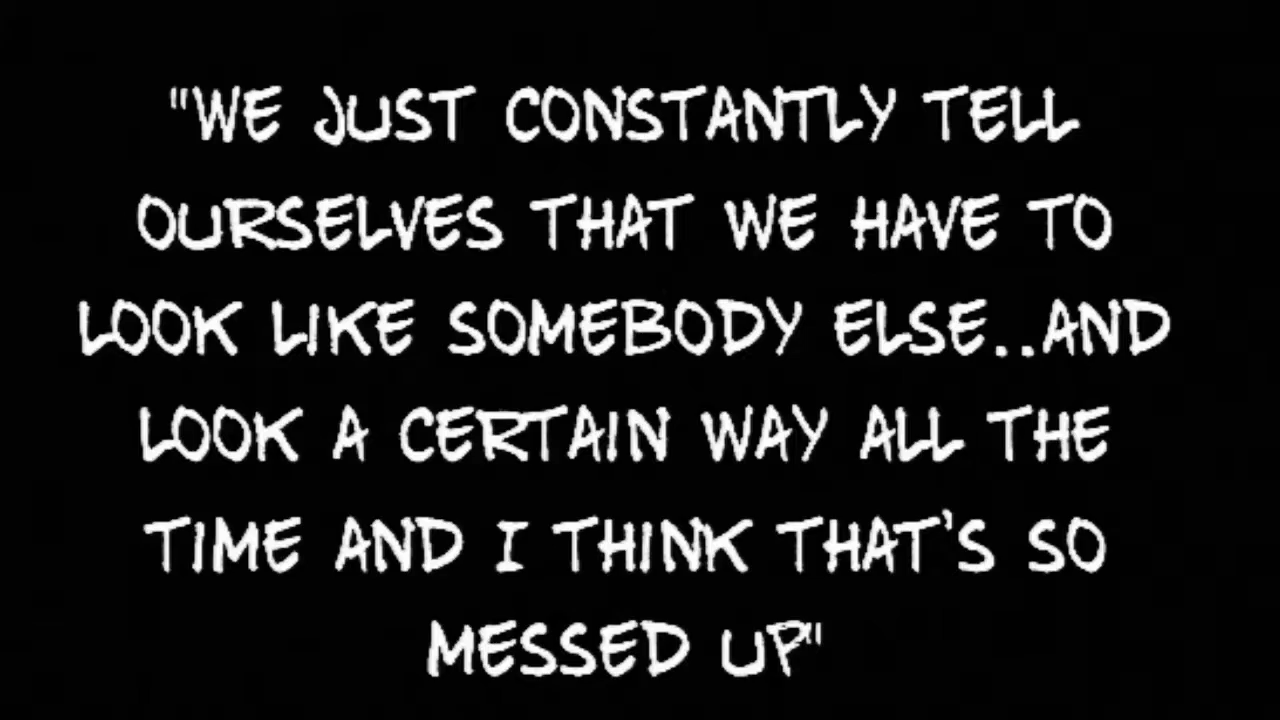 "WE JUST CONSTANTLY TELL
OURSELVES THAT WE HAVE TO
LOOK LIKE SOMEBODY ELSE..AND
LOOK A CERTAIN WAY ALL THE
TIME AND I THINK THAT'S SO
MESSED UP"